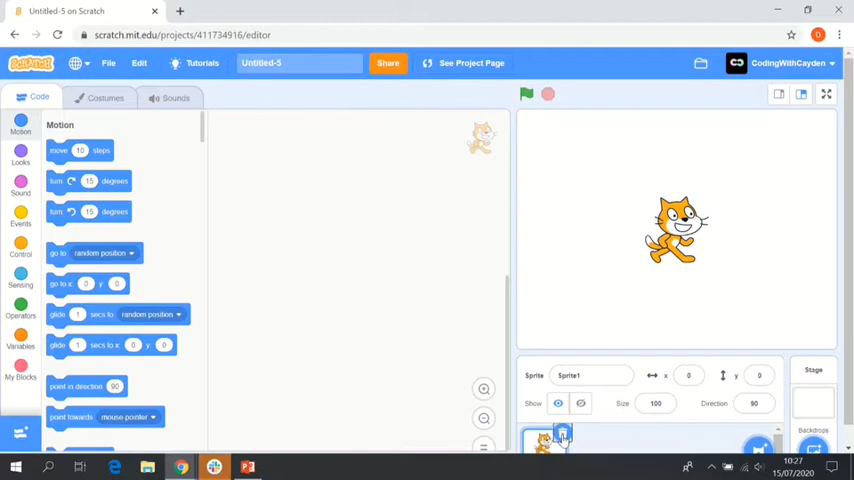 Untitled-5 on Scratch
scratch.mit.edu/projects/411734916/editor
SCRATCH File Edit Tutorials Untitled-5 Share See Project Page CodingWithCayden
Code Costumes Sounds
Motion
Looks
Sound
Events
Control
Sensing
Operators
Variables
My Blocks
Motion
move 10 steps
turn 15 degrees
turn 15 degrees
go to random position
go to x: 0 y: 0
glide 1 secs to random position
glide 1 secs to x: 0 y: 0
point in direction 90
point towards mouse-pointer
Sprite Sprite1 x 0 y 0
Show Size 100 Direction 90
Stage
Backdrops
10:27
15/07/2020